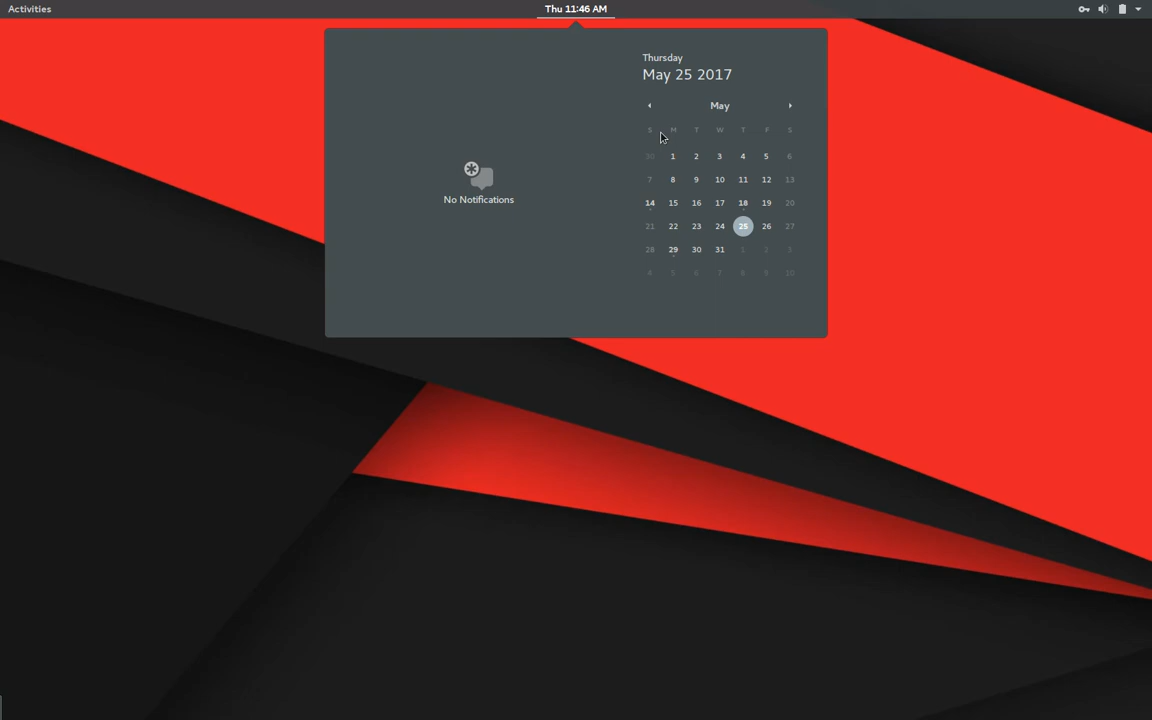 Activities
Thu 11:46 AM
No Notifications
Thursday
May 25 2017
May
S M T W T F S
30 1 2 3 4 5 6
7 8 9 10 11 12 13
14 15 16 17 18 19 20
21 22 23 24 25 26 27
28 29 30 31 1 2 3
4 5 6 7 8 9 10